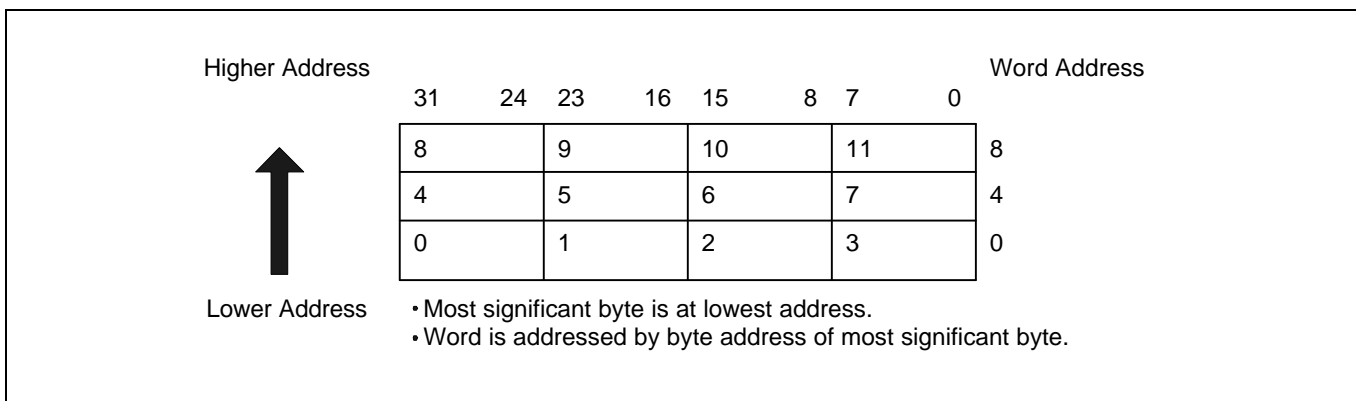 Higher Address Word Address
31 24 23 16 15 8 7 0
8 9 10 11 8
4 5 6 7 4
0 1 2 3 0
Lower Address • Most significant byte is at lowest address.
• Word is addressed by byte address of most significant byte.